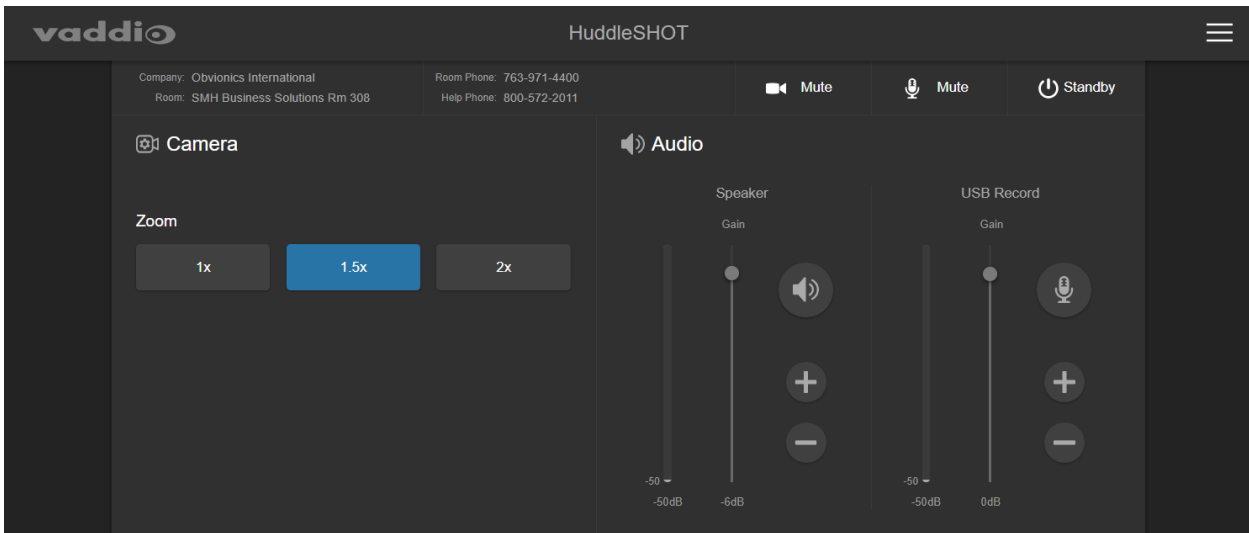 vaddio
HuddleSHOT
Company: Obvionics International
Room: SMH Business Solutions Rm 308
Room Phone: 763-971-4400
Help Phone: 800-572-2011
Mute
Mute
Standby
Camera
Zoom
1x 1.5x 2x
Audio
Speaker
Gain
-50
-50dB -6dB
USB Record
Gain
-50
-50dB 0dB